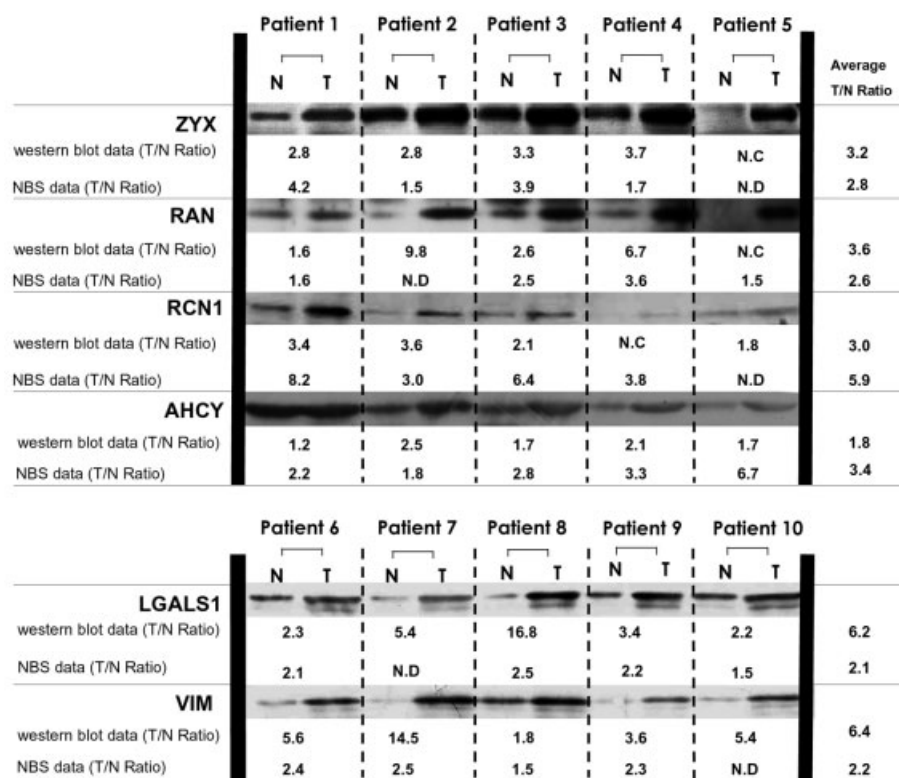 Patient 1 Patient 2 Patient 3 Patient 4 Patient 5
N T N T N T N T N T Average
T/N Ratio
ZYX
western blot data (T/N Ratio) 2.8 2.8 3.3 3.7 N.C 3.2
NBS data (T/N Ratio) 4.2 1.5 3.9 1.7 N.D 2.8
RAN
western blot data (T/N Ratio) 1.6 9.8 2.6 6.7 N.C 3.6
NBS data (T/N Ratio) 1.6 N.D 2.5 3.6 1.5 2.6
RCN1
western blot data (T/N Ratio) 3.4 3.6 2.1 N.C 1.8 3.0
NBS data (T/N Ratio) 8.2 3.0 6.4 3.8 N.D 5.9
AHCY
western blot data (T/N Ratio) 1.2 2.5 1.7 2.1 1.7 1.8
NBS data (T/N Ratio) 2.2 1.8 2.8 3.3 6.7 3.4
Patient 6 Patient 7 Patient 8 Patient 9 Patient 10
N T N T N T N T N T
LGALS1
western blot data (T/N Ratio) 2.3 5.4 16.8 3.4 2.2 6.2
NBS data (T/N Ratio) 2.1 N.D 2.5 2.2 1.5 2.1
VIM
western blot data (T/N Ratio) 5.6 14.5 1.8 3.6 5.4 6.4
NBS data (T/N Ratio) 2.4 2.5 1.5 2.3 N.D 2.2